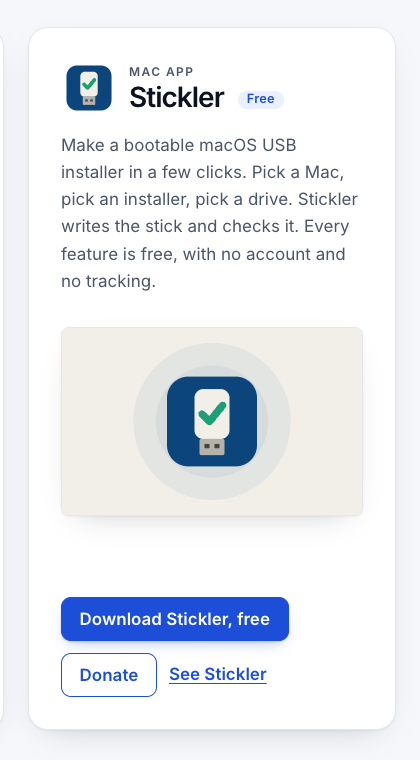 MAC APP
Stickler Free
Make a bootable macOS USB
installer in a few clicks. Pick a Mac,
pick an installer, pick a drive. Stickler
writes the stick and checks it. Every
feature is free, with no account and
no tracking.
Download Stickler, free
Donate See Stickler